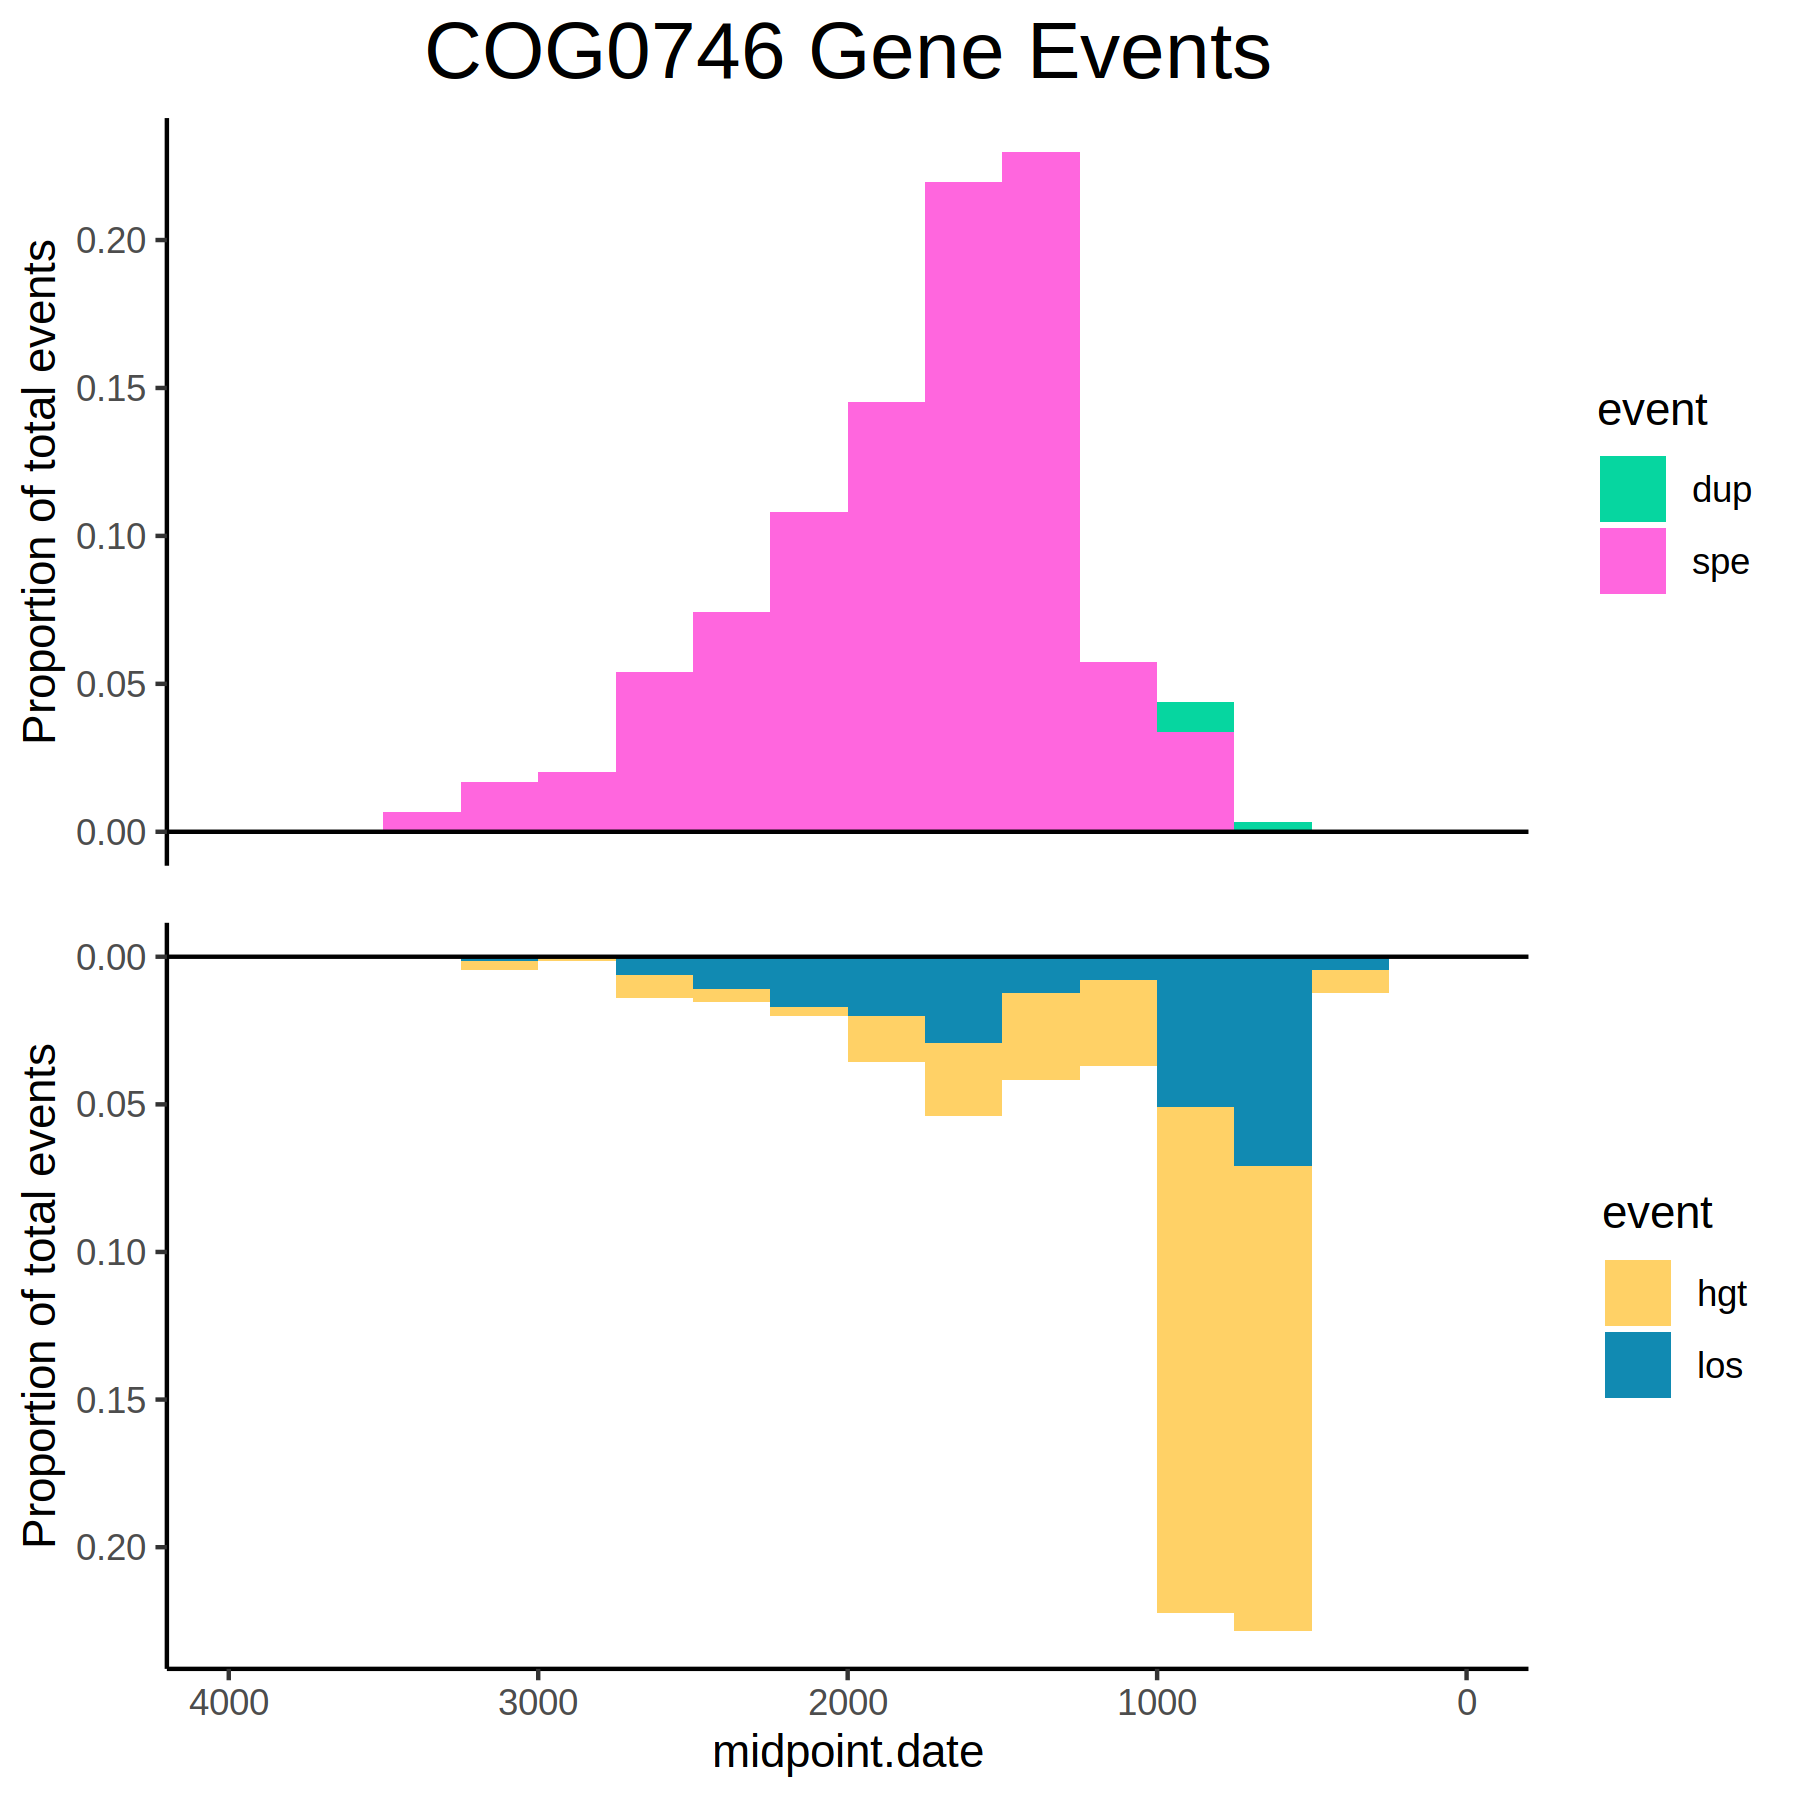 COG0746 Gene Events
Proportion of total events
0.20
0.15
0.10
0.05
0.00
event
dup
spe
Proportion of total events
0.00
0.05
0.10
0.15
0.20
event
hgt
los
4000 3000 2000 1000 0
midpoint.date